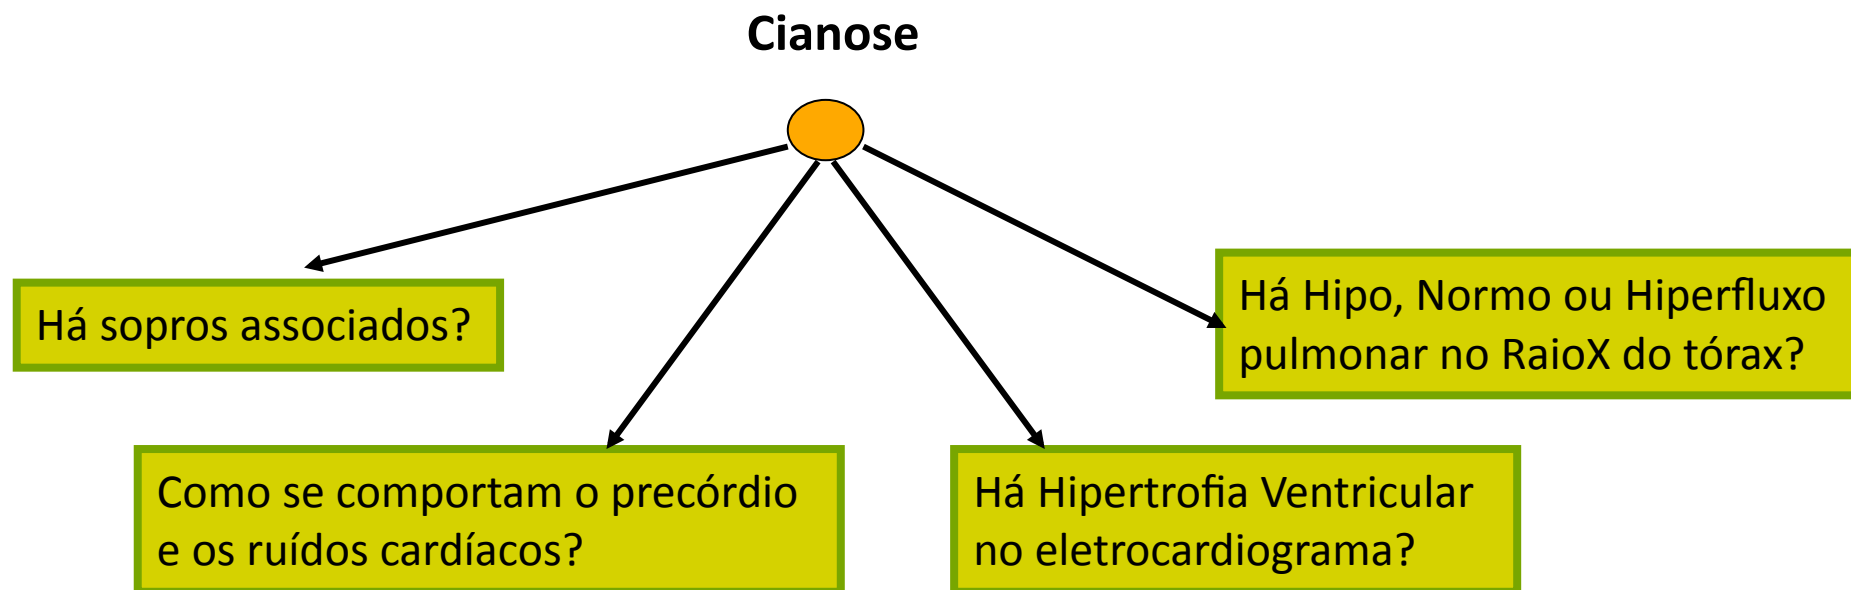 Cianose
Há sopros associados?
Há Hipo, Normo ou Hiperfluxo
pulmonar no RaioX do tórax?
Como se comportam o precórdio
e os ruídos cardíacos?
Há Hipertrofia Ventricular
no eletrocardiograma?